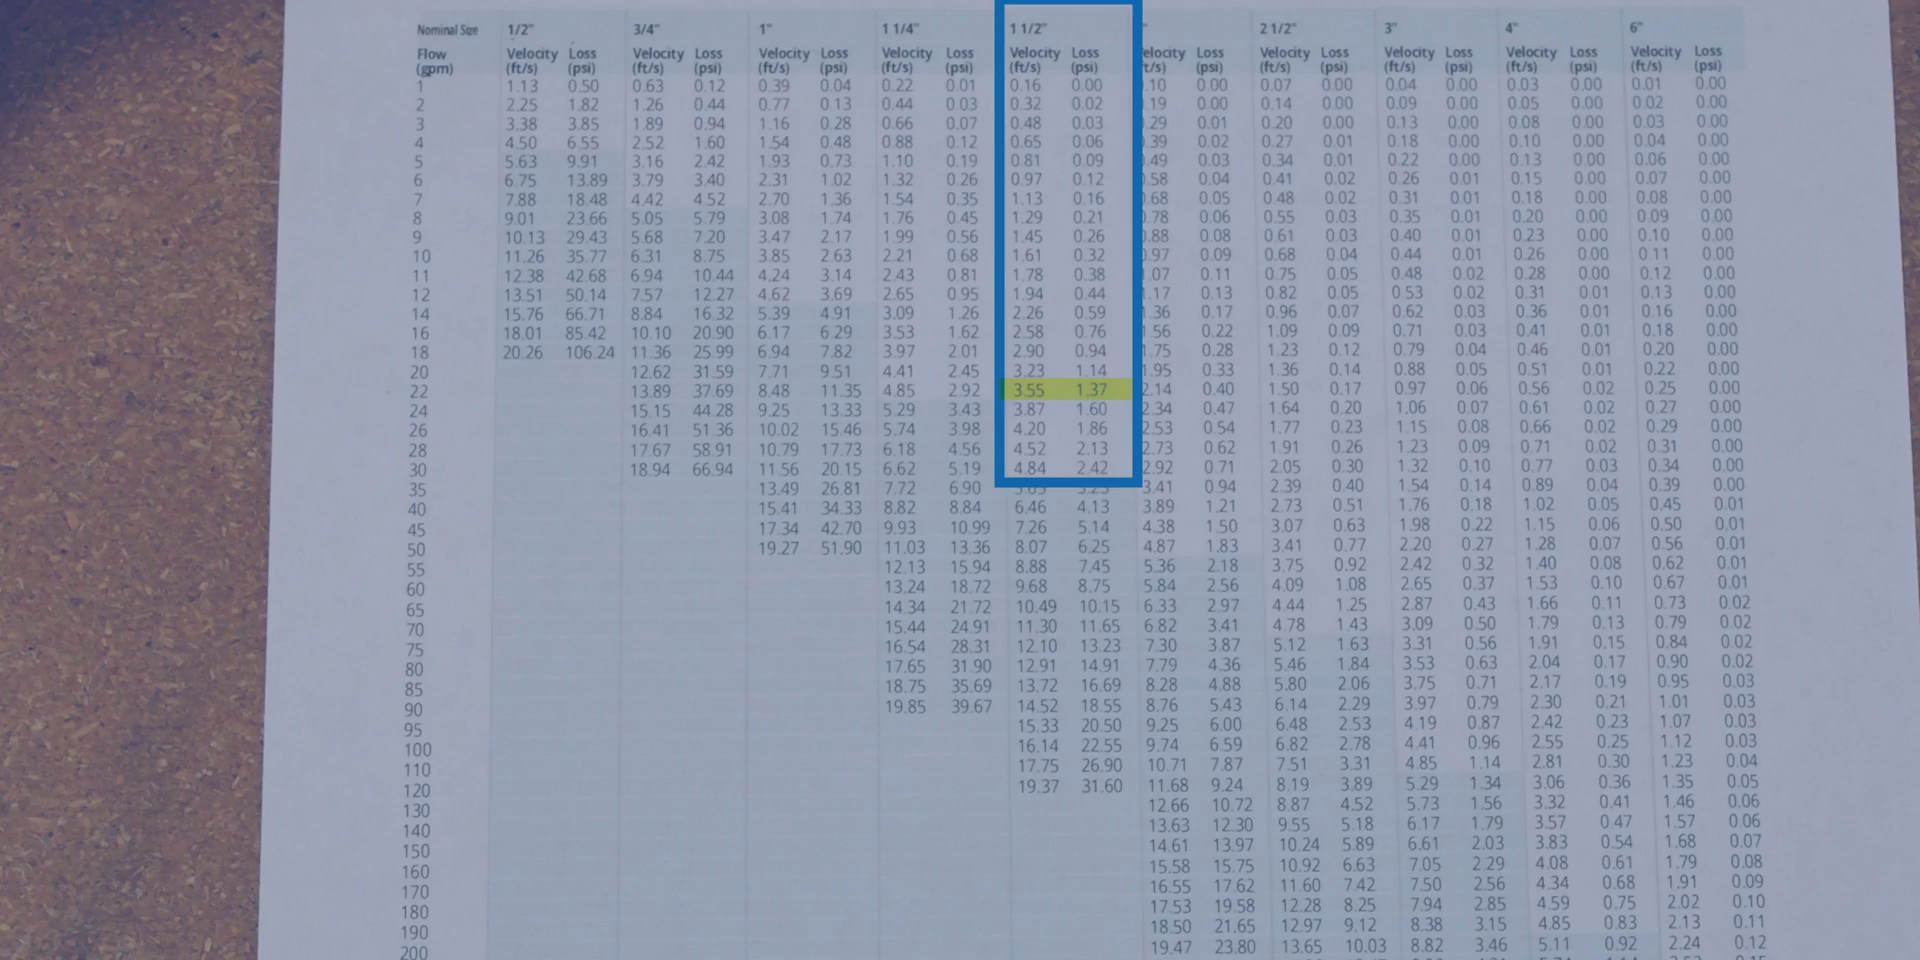 Nominal Size 1/2" 3/4" 1" 1 1/4" 1 1/2" " 2 1/2" 3" 4" 6"
Flow Velocity Loss Velocity Loss Velocity Loss Velocity Loss Velocity Loss elocity Loss Velocity Loss Velocity Loss Velocity Loss Velocity Loss
(gpm) (ft/s) (psi) (ft/s) (psi) (ft/s) (psi) (ft/s) (psi) (ft/s) (psi) t/s) (psi) (ft/s) (psi) (ft/s) (psi) (ft/s) (psi) (ft/s) (psi)
1 1.13 0.50 0.63 0.12 0.39 0.04 0.22 0.01 0.16 0.00 .10 0.00 0.07 0.00 0.04 0.00 0.03 0.00 0.01 0.00
2 2.25 1.82 1.26 0.44 0.77 0.13 0.44 0.03 0.32 0.02 .19 0.00 0.14 0.00 0.09 0.00 0.05 0.00 0.02 0.00
3 3.38 3.85 1.89 0.94 1.16 0.28 0.66 0.07 0.48 0.03 .29 0.01 0.20 0.00 0.13 0.00 0.08 0.00 0.03 0.00
4 4.50 6.55 2.52 1.60 1.54 0.48 0.88 0.12 0.65 0.06 .39 0.02 0.27 0.01 0.18 0.00 0.10 0.00 0.04 0.00
5 5.63 9.91 3.16 2.42 1.93 0.73 1.10 0.19 0.81 0.09 .49 0.03 0.34 0.01 0.22 0.00 0.13 0.00 0.06 0.00
6 6.75 13.89 3.79 3.40 2.31 1.02 1.32 0.26 0.97 0.12 .58 0.04 0.41 0.02 0.26 0.01 0.15 0.00 0.07 0.00
7 7.88 18.48 4.42 4.52 2.70 1.36 1.54 0.35 1.13 0.16 .68 0.05 0.48 0.02 0.31 0.01 0.18 0.00 0.08 0.00
8 9.01 23.66 5.05 5.79 3.08 1.74 1.76 0.45 1.29 0.21 .78 0.06 0.55 0.03 0.35 0.01 0.20 0.00 0.09 0.00
9 10.13 29.43 5.68 7.20 3.47 2.17 1.99 0.56 1.45 0.26 .88 0.08 0.61 0.03 0.40 0.01 0.23 0.00 0.10 0.00
10 11.26 35.77 6.31 8.75 3.85 2.63 2.21 0.68 1.61 0.32 .97 0.09 0.68 0.04 0.44 0.01 0.26 0.00 0.11 0.00
11 12.38 42.68 6.94 10.44 4.24 3.14 2.43 0.81 1.78 0.38 .07 0.11 0.75 0.05 0.48 0.02 0.28 0.00 0.12 0.00
12 13.51 50.14 7.57 12.27 4.62 3.69 2.65 0.95 1.94 0.44 .17 0.13 0.82 0.05 0.53 0.02 0.31 0.01 0.13 0.00
14 15.76 66.71 8.84 16.32 5.39 4.91 3.09 1.26 2.26 0.59 .36 0.17 0.96 0.07 0.62 0.03 0.36 0.01 0.16 0.00
16 18.01 85.42 10.10 20.90 6.17 6.29 3.53 1.62 2.58 0.76 .56 0.22 1.09 0.09 0.71 0.03 0.41 0.01 0.18 0.00
18 20.26 106.24 11.36 25.99 6.94 7.82 3.97 2.01 2.90 0.94 .75 0.28 1.23 0.12 0.79 0.04 0.46 0.01 0.20 0.00
20 12.62 31.59 7.71 9.51 4.41 2.45 3.23 1.14 .95 0.33 1.36 0.14 0.88 0.05 0.51 0.01 0.22 0.00
22 13.89 37.69 8.48 11.35 4.85 2.92 3.55 1.37 2.14 0.40 1.50 0.17 0.97 0.06 0.56 0.02 0.25 0.00
24 15.15 44.28 9.25 13.33 5.29 3.43 3.87 1.60 2.34 0.47 1.64 0.20 1.06 0.07 0.61 0.02 0.27 0.00
26 16.41 51.36 10.02 15.46 5.74 3.98 4.20 1.86 2.53 0.54 1.77 0.23 1.15 0.08 0.66 0.02 0.29 0.00
28 17.67 58.91 10.79 17.73 6.18 4.56 4.52 2.13 2.73 0.62 1.91 0.26 1.23 0.09 0.71 0.02 0.31 0.00
30 18.94 66.94 11.56 20.15 6.62 5.19 4.84 2.42 2.92 0.71 2.05 0.30 1.32 0.10 0.77 0.03 0.34 0.00
35 13.49 26.81 7.72 6.90 3.41 0.94 2.39 0.40 1.54 0.14 0.89 0.04 0.39 0.00
40 15.41 34.33 8.82 8.84 6.46 4.13 3.89 1.21 2.73 0.51 1.76 0.18 1.02 0.05 0.45 0.01
45 17.34 42.70 9.93 10.99 7.26 5.14 4.38 1.50 3.07 0.63 1.98 0.22 1.15 0.06 0.50 0.01
50 19.27 51.90 11.03 13.36 8.07 6.25 4.87 1.83 3.41 0.77 2.20 0.27 1.28 0.07 0.56 0.01
55 12.13 15.94 8.88 7.45 5.36 2.18 3.75 0.92 2.42 0.32 1.40 0.08 0.62 0.01
60 13.24 18.72 9.68 8.75 5.84 2.56 4.09 1.08 2.65 0.37 1.53 0.10 0.67 0.01
65 14.34 21.72 10.49 10.15 6.33 2.97 4.44 1.25 2.87 0.43 1.66 0.11 0.73 0.02
70 15.44 24.91 11.30 11.65 6.82 3.41 4.78 1.43 3.09 0.50 1.79 0.13 0.79 0.02
75 16.54 28.31 12.10 13.23 7.30 3.87 5.12 1.63 3.31 0.56 1.91 0.15 0.84 0.02
80 17.65 31.90 12.91 14.91 7.79 4.36 5.46 1.84 3.53 0.63 2.04 0.17 0.90 0.02
85 18.75 35.69 13.72 16.69 8.28 4.88 5.80 2.06 3.75 0.71 2.17 0.19 0.95 0.03
90 19.85 39.67 14.52 18.55 8.76 5.43 6.14 2.29 3.97 0.79 2.30 0.21 1.01 0.03
95 15.33 20.50 9.25 6.00 6.48 2.53 4.19 0.87 2.42 0.23 1.07 0.03
100 16.14 22.55 9.74 6.59 6.82 2.78 4.41 0.96 2.55 0.25 1.12 0.03
110 17.75 26.90 10.71 7.87 7.51 3.31 4.85 1.14 2.81 0.30 1.23 0.04
120 19.37 31.60 11.68 9.24 8.19 3.89 5.29 1.34 3.06 0.36 1.35 0.05
130 12.66 10.72 8.87 4.52 5.73 1.56 3.32 0.41 1.46 0.06
140 13.63 12.30 9.55 5.18 6.17 1.79 3.57 0.47 1.57 0.06
150 14.61 13.97 10.24 5.89 6.61 2.03 3.83 0.54 1.68 0.07
160 15.58 15.75 10.92 6.63 7.05 2.29 4.08 0.61 1.79 0.08
170 16.55 17.62 11.60 7.42 7.50 2.56 4.34 0.68 1.91 0.09
180 17.53 19.58 12.28 8.25 7.94 2.85 4.59 0.75 2.02 0.10
190 18.50 21.65 12.97 9.12 8.38 3.15 4.85 0.83 2.13 0.11
200 19.47 23.80 13.65 10.03 8.82 3.46 5.11 0.92 2.24 0.12